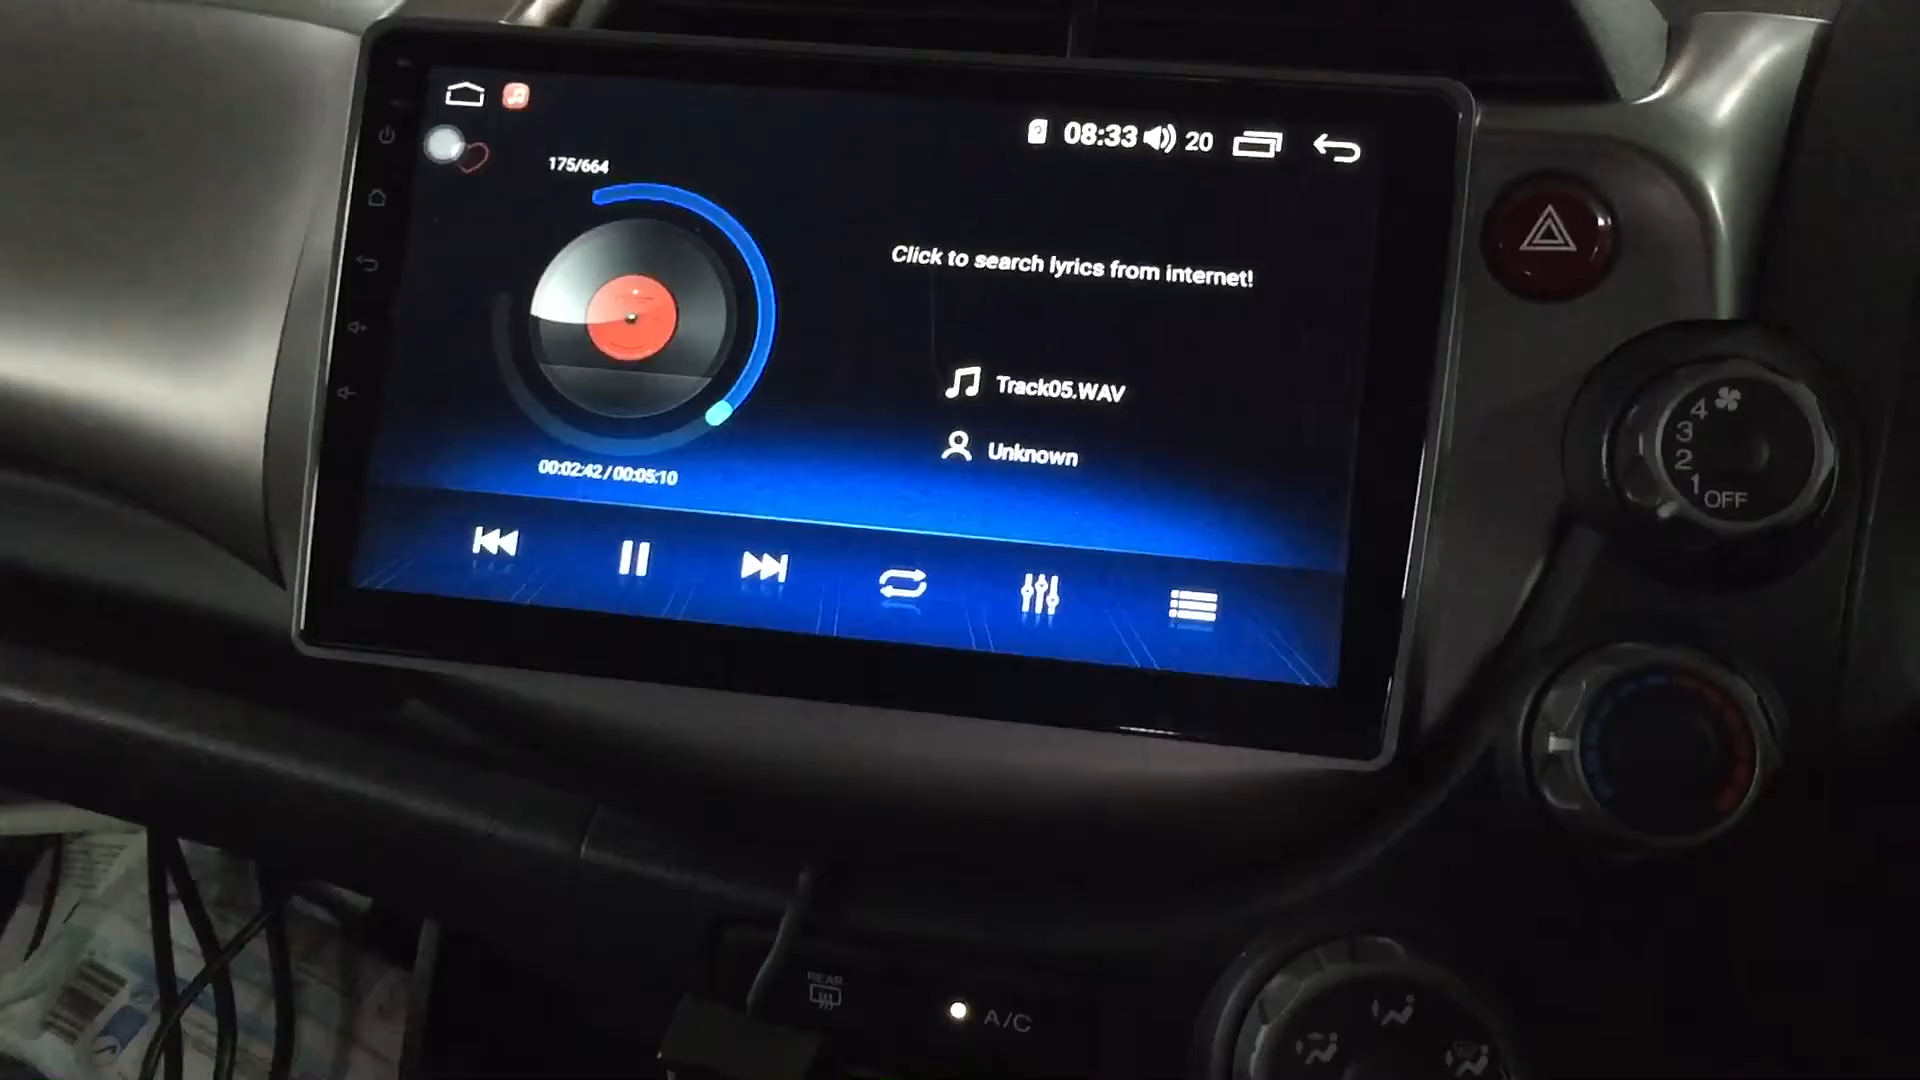 08:33 20
175/664
Click to search lyrics from internet!
Track05.WAV
Unknown
00:02:42 / 00:05:10
4
3
2
1
OFF
REAR
A/C